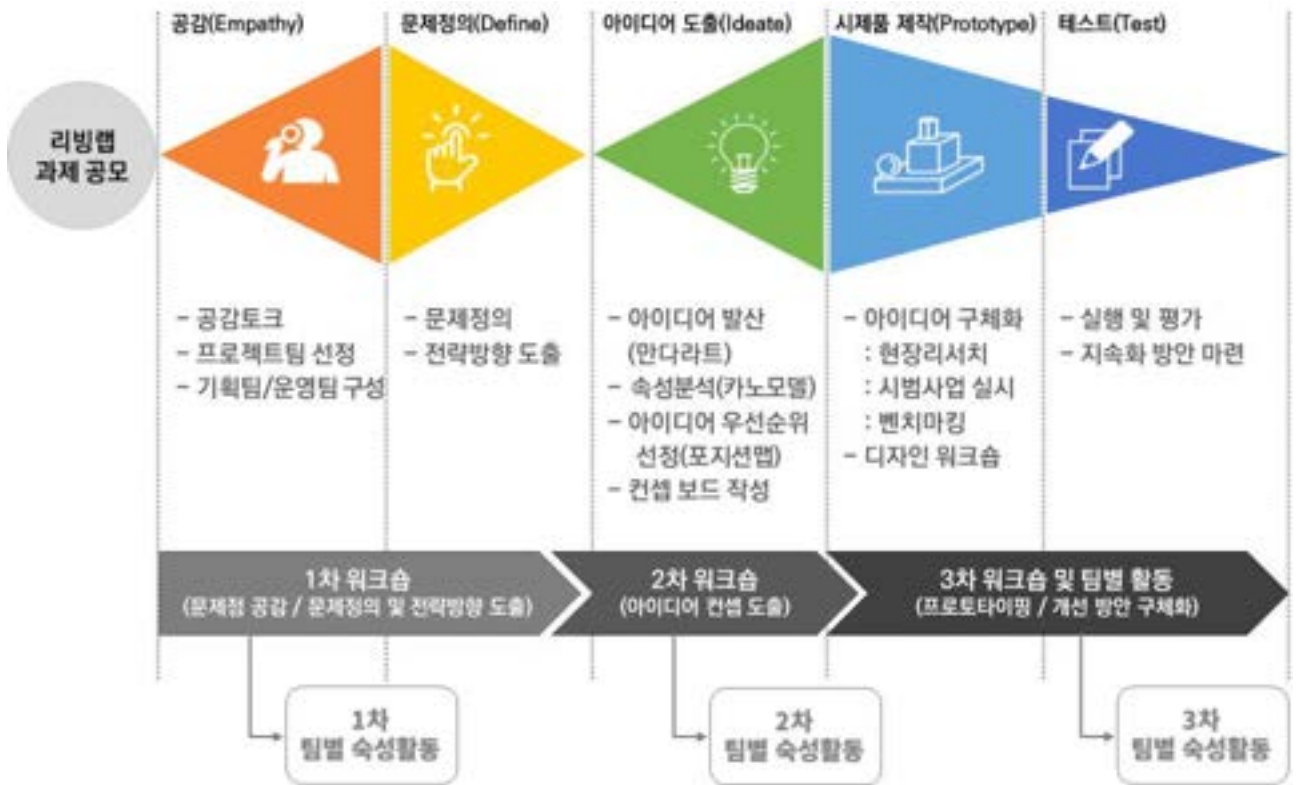 공감(Empathy)
문제정의(Define)
아이디어 도출(Ideate)
시제품 제작(Prototype)
테스트(Test)
리빙랩
과제 공모
- 공감토크
- 프로젝트팀 선정
- 기획팀/운영팀 구성
- 문제정의
- 전략방향 도출
- 아이디어 발산
(만다라트)
- 속성분석(카노모델)
- 아이디어 우선순위
선정(포지션맵)
- 컨셉 보드 작성
- 아이디어 구체화
: 현장리서치
: 시범사업 실시
: 벤치마킹
- 디자인 워크숍
- 실행 및 평가
- 지속화 방안 마련
1차 워크숍
(문제점 공감 / 문제정의 및 전략방향 도출)
2차 워크숍
(아이디어 컨셉 도출)
3차 워크숍 및 팀별 활동
(프로토타이핑 / 개선 방안 구체화)
1차
팀별 숙성활동
2차
팀별 숙성활동
3차
팀별 숙성활동